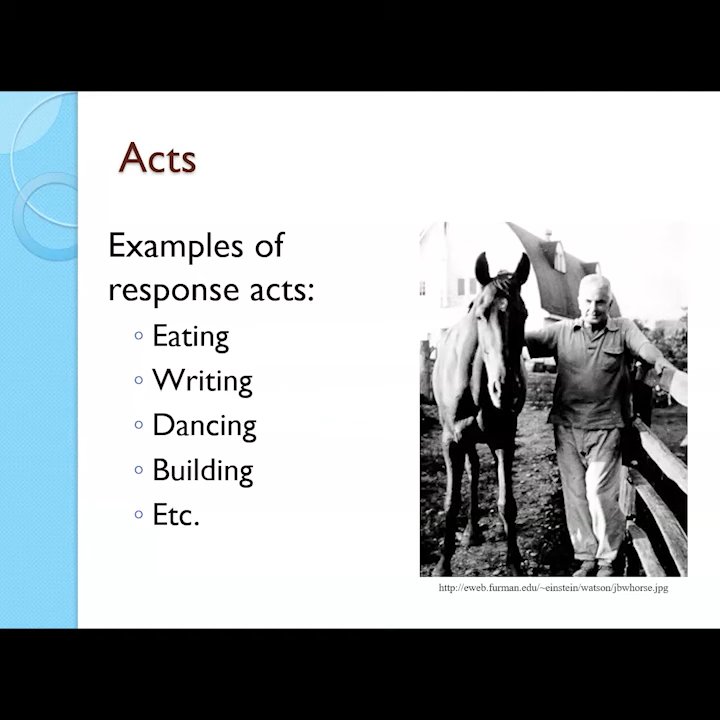 Acts
Examples of
response acts:
◦ Eating
◦ Writing
◦ Dancing
◦ Building
◦ Etc.
http://eweb.furman.edu/~einstein/watson/jbwhorse.jpg